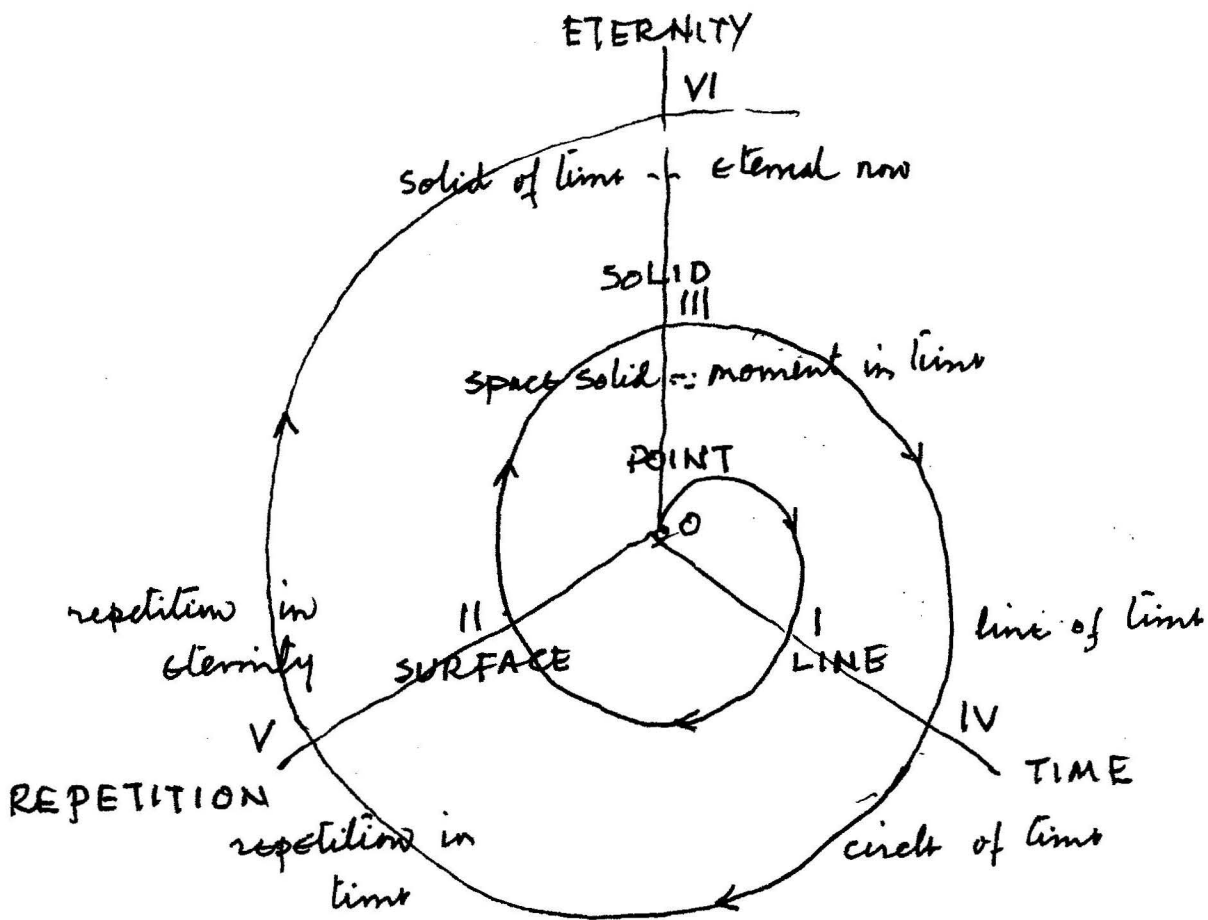 ETERNITY
VI
solid of time -- eternal now
SOLID
III
space solid -- moment in time
POINT
O
repetition in
eternity
II
SURFACE
I
LINE
line of time
V
REPETITION
IV
TIME
repetition in
time
circle of time